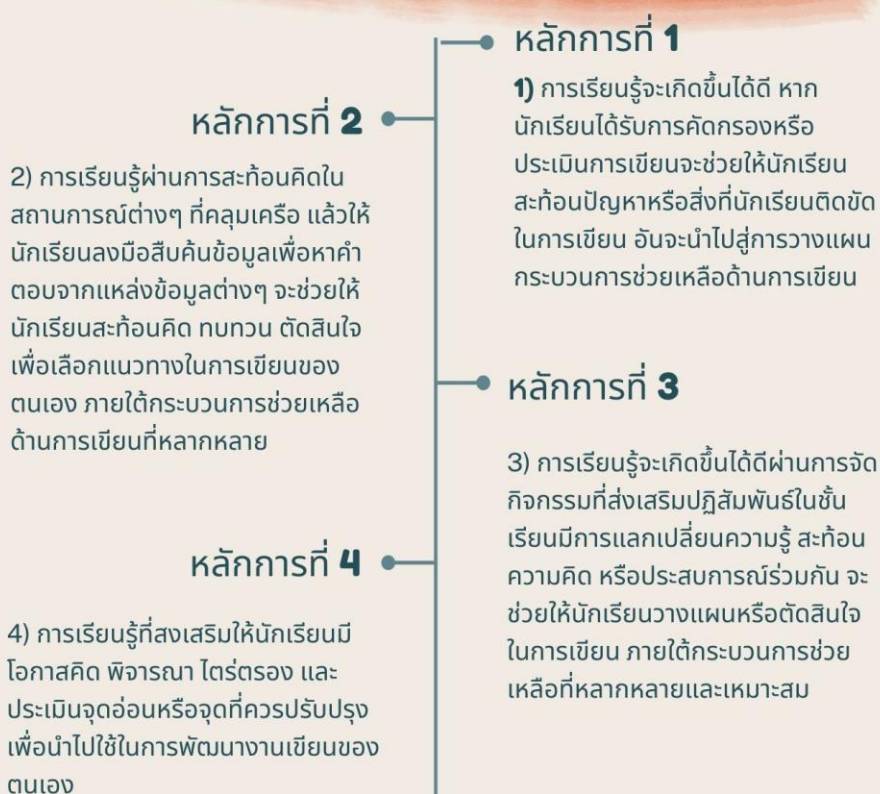 หลักการที่ 1
1) การเรียนรู้จะเกิดขึ้นได้ดี หาก
นักเรียนได้รับการคัดกรองหรือ
ประเมินการเขียนจะช่วยให้นักเรียน
สะท้อนปัญหาหรือสิ่งที่นักเรียนติดขัด
ในการเขียน อันจะนำไปสู่การวางแผน
กระบวนการช่วยเหลือด้านการเขียน
หลักการที่ 2
2) การเรียนรู้ผ่านการสะท้อนคิดใน
สถานการณ์ต่างๆ ที่คลุมเครือ แล้วให้
นักเรียนลงมือสืบค้นข้อมูลเพื่อหาคำ
ตอบจากแหล่งข้อมูลต่างๆ จะช่วยให้
นักเรียนสะท้อนคิด ทบทวน ตัดสินใจ
เพื่อเลือกแนวทางในการเขียนของ
ตนเอง ภายใต้กระบวนการช่วยเหลือ
ด้านการเขียนที่หลากหลาย
หลักการที่ 3
3) การเรียนรู้จะเกิดขึ้นได้ดีผ่านการจัด
กิจกรรมที่ส่งเสริมปฏิสัมพันธ์ในชั้น
เรียนมีการแลกเปลี่ยนความรู้ สะท้อน
ความคิด หรือประสบการณ์ร่วมกัน จะ
ช่วยให้นักเรียนวางแผนหรือตัดสินใจ
ในการเขียน ภายใต้กระบวนการช่วย
เหลือที่หลากหลายและเหมาะสม
หลักการที่ 4
4) การเรียนรู้ที่สงเสริมให้นักเรียนมี
โอกาสคิด พิจารณา ไตร่ตรอง และ
ประเมินจุดอ่อนหรือจุดที่ควรปรับปรุง
เพื่อนำไปใช้ในการพัฒนางานเขียนของ
ตนเอง